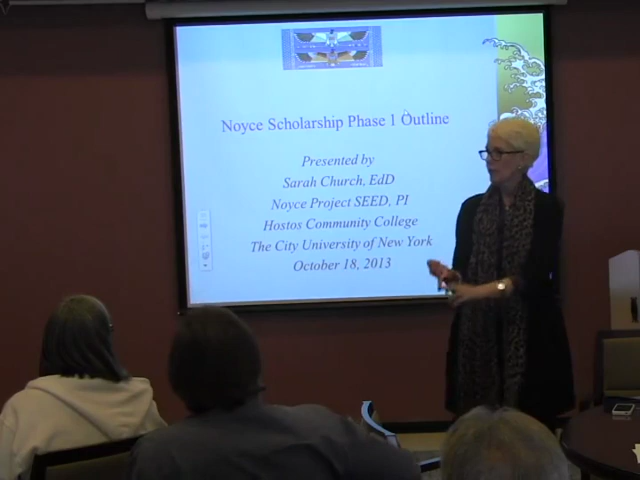 Noyce Scholarship Phase 1 Outline
Presented by
Sarah Church, EdD
Noyce Project SEED, PI
Hostos Community College
The City University of New York
October 18, 2013